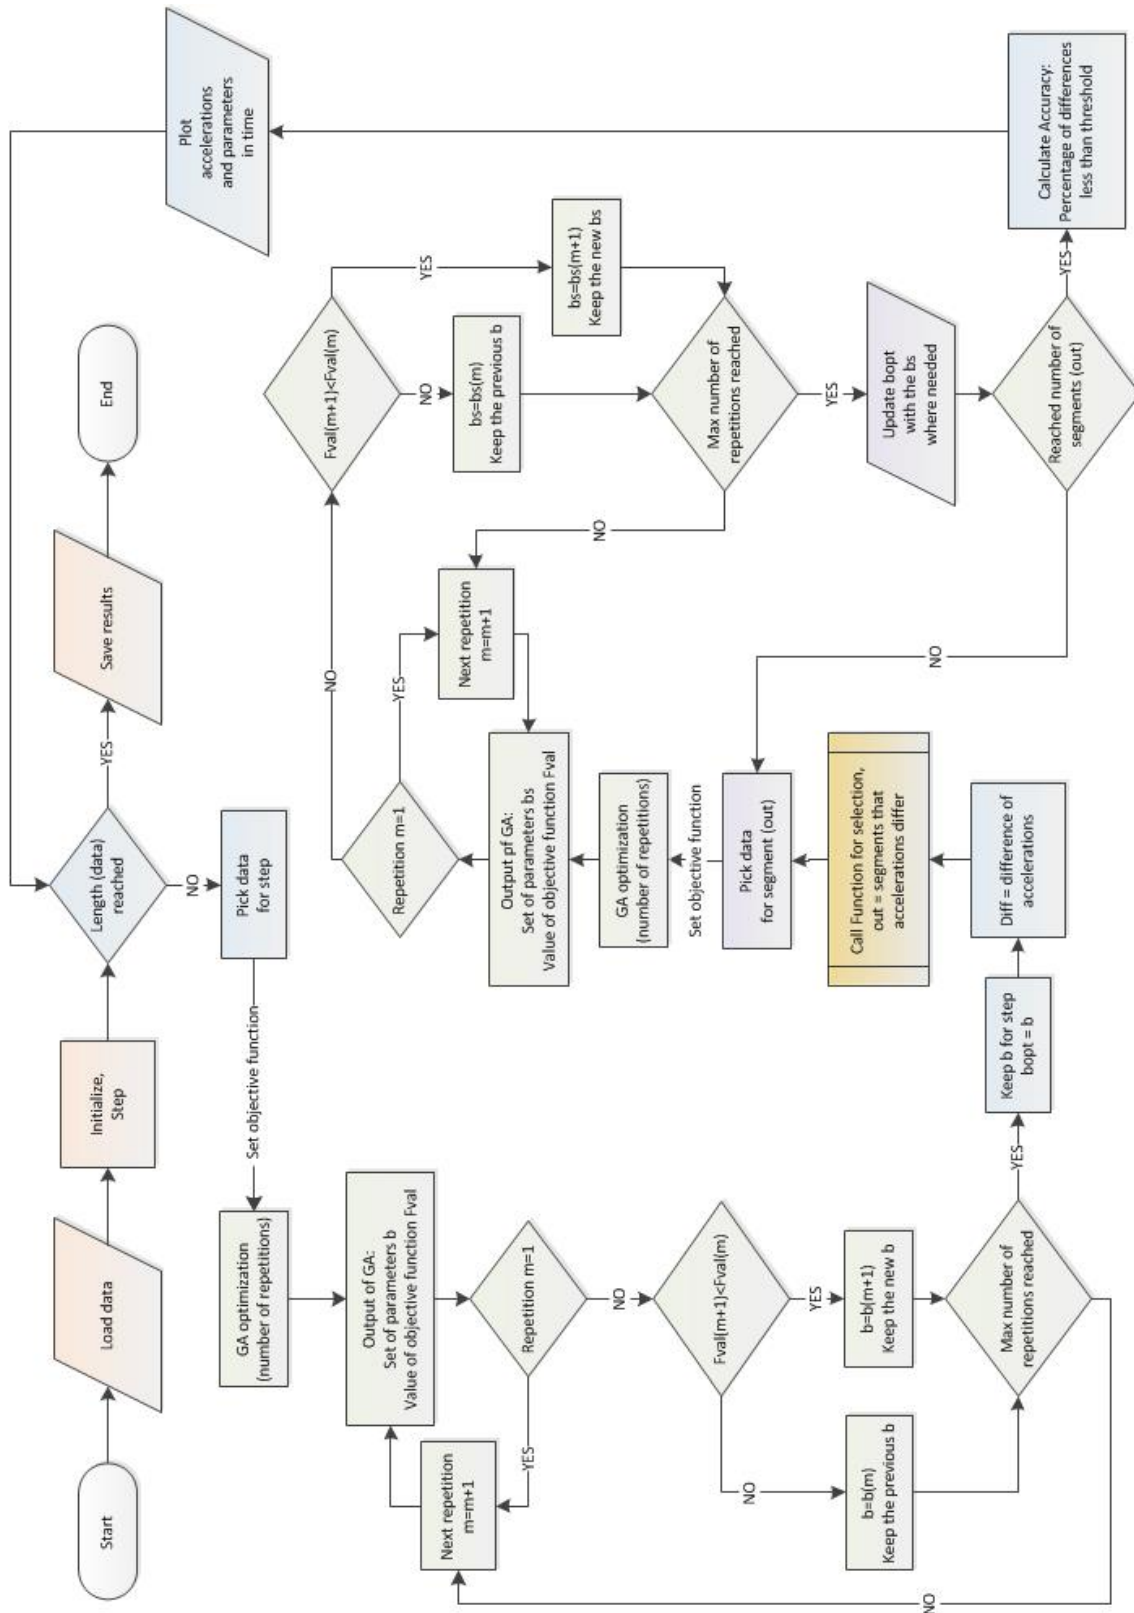 Start
Load data
Initialize,
Step
Length (data)
reached
YES
Save results
End
NO
Pick data
for step
Set objective function
GA optimization
(number of repetitions)
Output of GA:
Set of parameters b
Value of objective function Fval
Repetition m=1
YES
Next repetition
m=m+1
NO
Fval(m+1)<Fval(m)
NO
b=b(m)
Keep the previous b
YES
b=b(m+1)
Keep the new b
Max number of
repetitions reached
NO
YES
Keep b for step
bopt = b
Diff = difference of
accelerations
Call Function for selection,
out = segments that
accelerations differ
Pick data
for segment (out)
Set objective function
GA optimization
(number of repetitions)
Output pf GA:
Set of parameters bs
Value of objective function Fval
Repetition m=1
YES
Next repetition
m=m+1
NO
Fval(m+1)<Fval(m)
NO
bs=bs(m)
Keep the previous b
YES
bs=bs(m+1)
Keep the new bs
Max number of
repetitions reached
NO
YES
Update bopt
with the bs
where needed
Reached number of
segments (out)
NO
YES
Calculate Accuracy:
Percentage of differences
less than threshold
Plot
accelerations
and parameters
in time